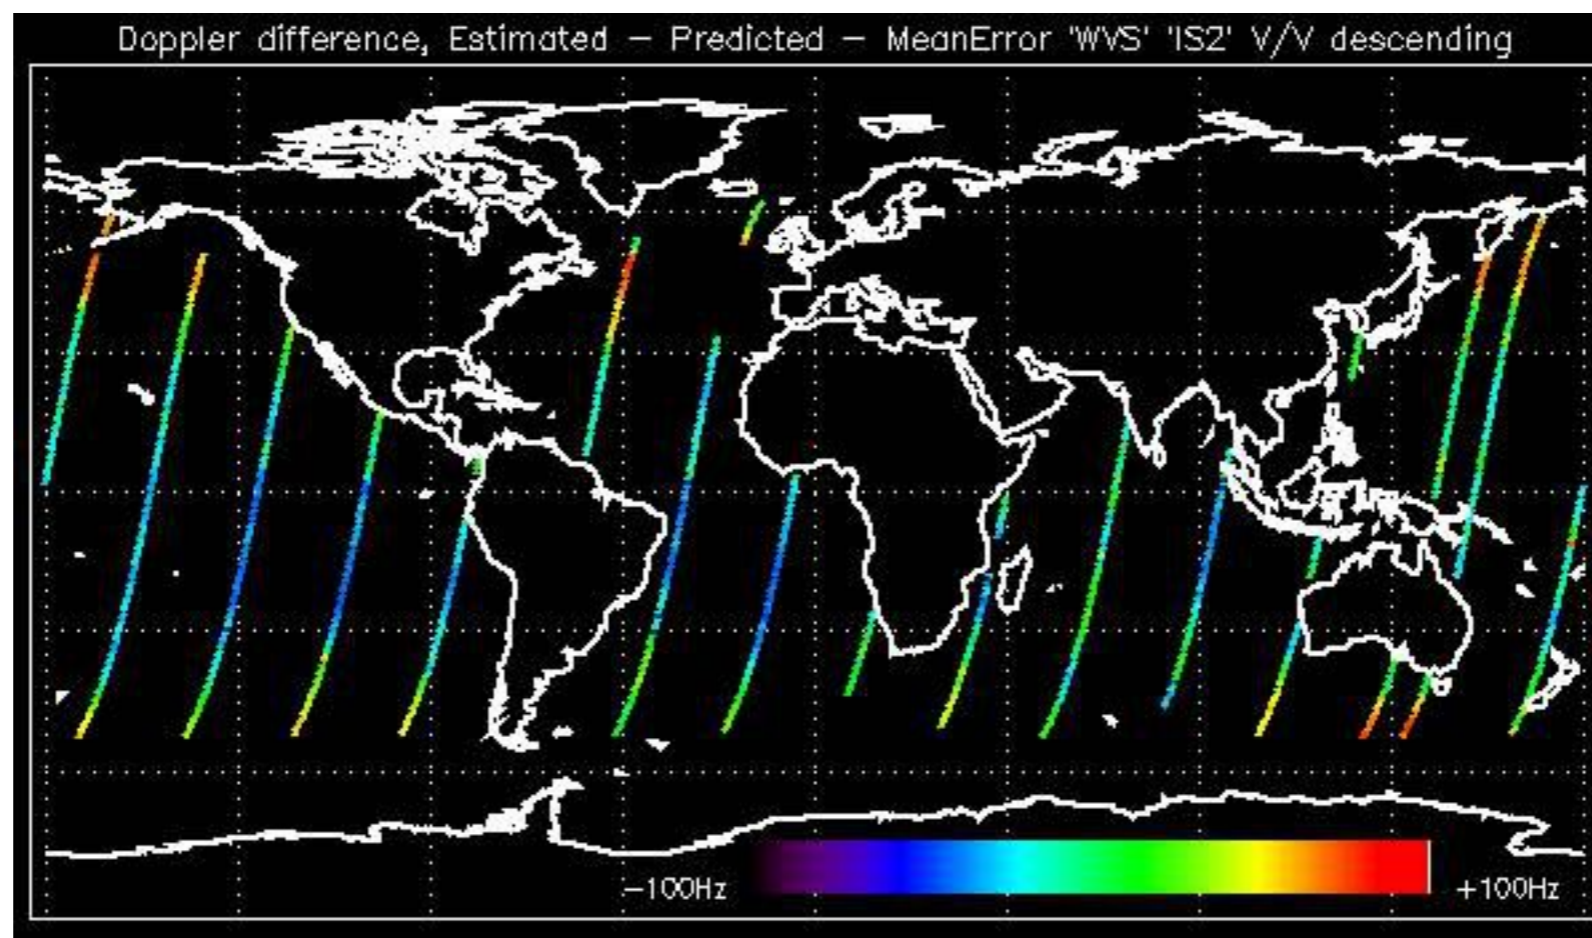 Doppler difference, Estimated – Predicted – MeanError 'WVS' 'IS2' V/V descending
–100Hz +100Hz